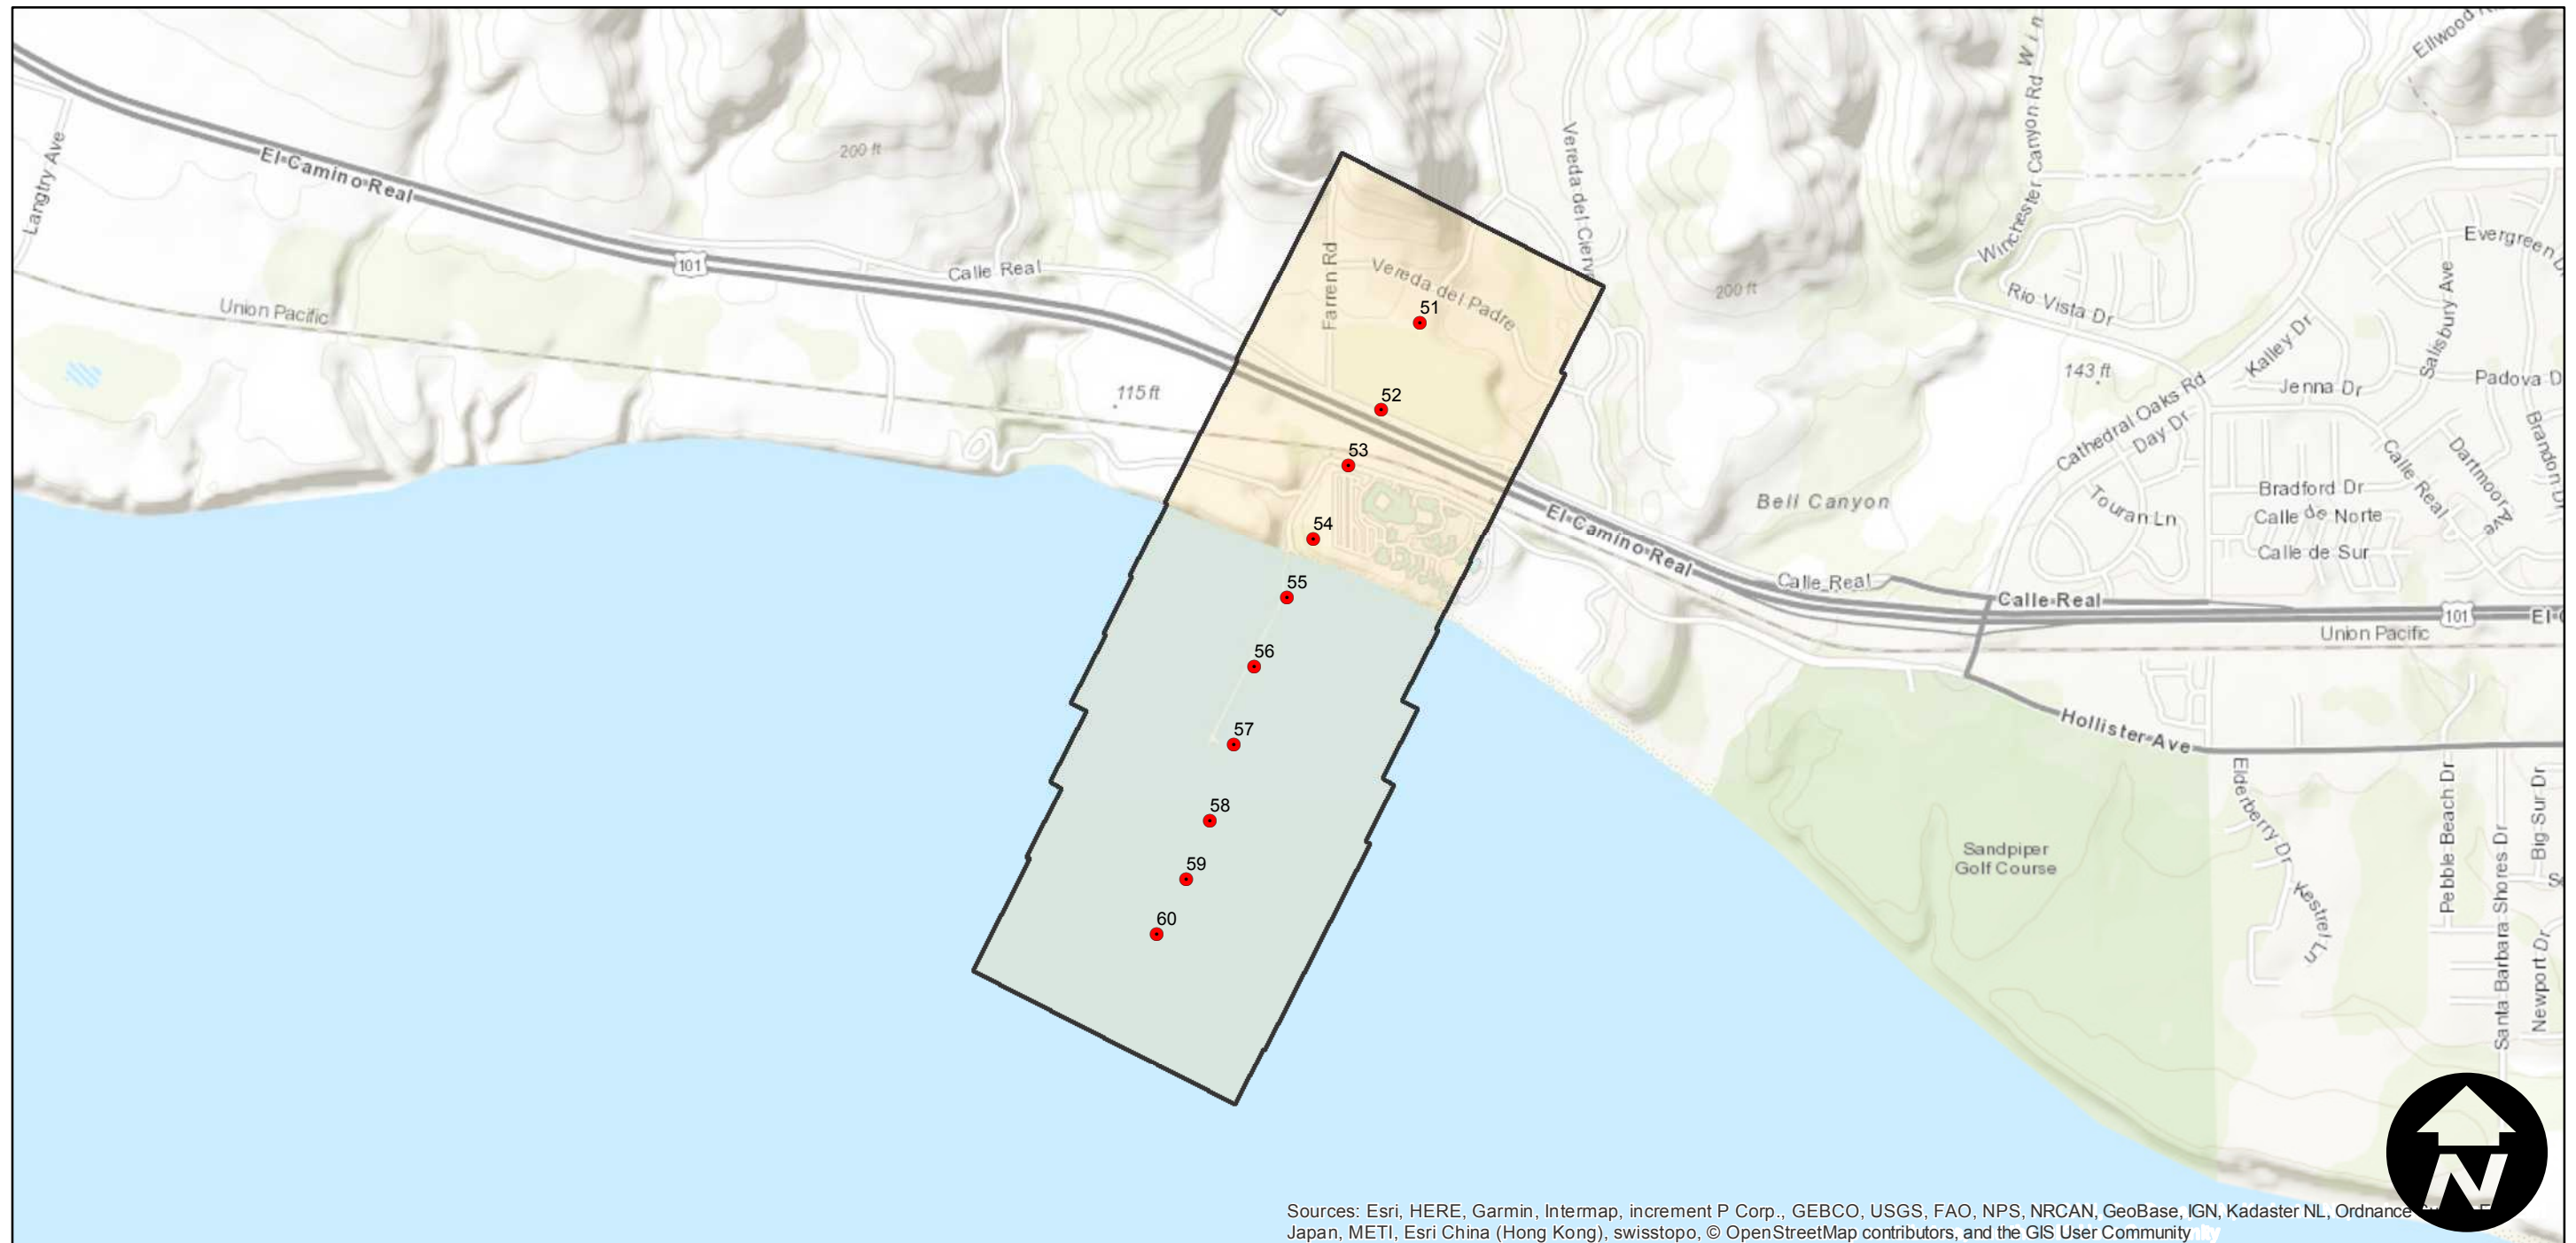 Ellwood
Langtry Ave
El Camino Real
200 ft
101
Calle Real
Union Pacific
115 ft
Farren Rd
Vereda del Padre
Vereda del Cierv
51
52
53
54
55
56
57
58
59
60
200 ft
Winchester Canyon Rd
Win
Rio Vista Dr
Evergreen D
Salisbury Ave
Kalley Dr
143 ft
Jenna Dr
Padova D
Cathedral Oaks Rd
Day Dr
Brandon Dr
Dartmoor Ave
Calle Real
Touran Ln
Bradford Dr
Calle de Norte
Calle de Sur
Bell Canyon
El Camino Real
Calle Real
Calle Real
101
El C
Union Pacific
Hollister Ave
Elderberry Dr
Kestrel Ln
Pebble Beach Dr
Santa Barbara Shores Dr
Big Sur Dr
Newport Dr
Sandpiper
Golf Course
N
Sources: Esri, HERE, Garmin, Intermap, increment P Corp., GEBCO, USGS, FAO, NPS, NRCAN, GeoBase, IGN, Kadaster NL, Ordnance
Japan, METI, Esri China (Hong Kong), swisstopo, © OpenStreetMap contributors, and the GIS User Community